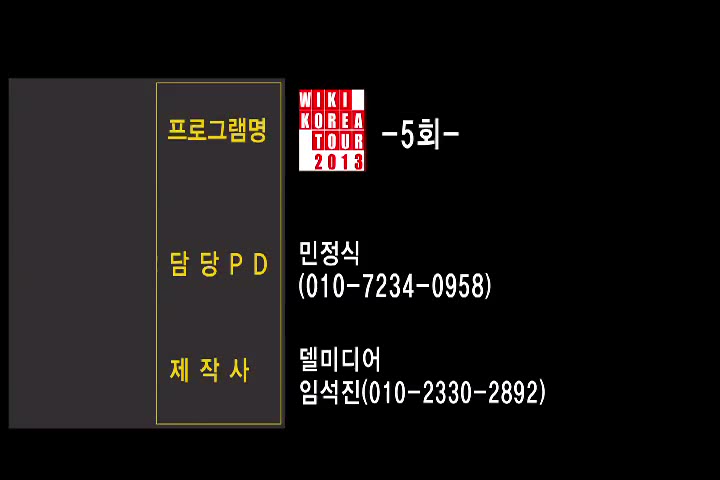 프로그램명
WIKI
KOREA
TOUR
2013
-5회-
담 당 P D
민정식
(010-7234-0958)
제 작 사
델미디어
임석진(010-2330-2892)